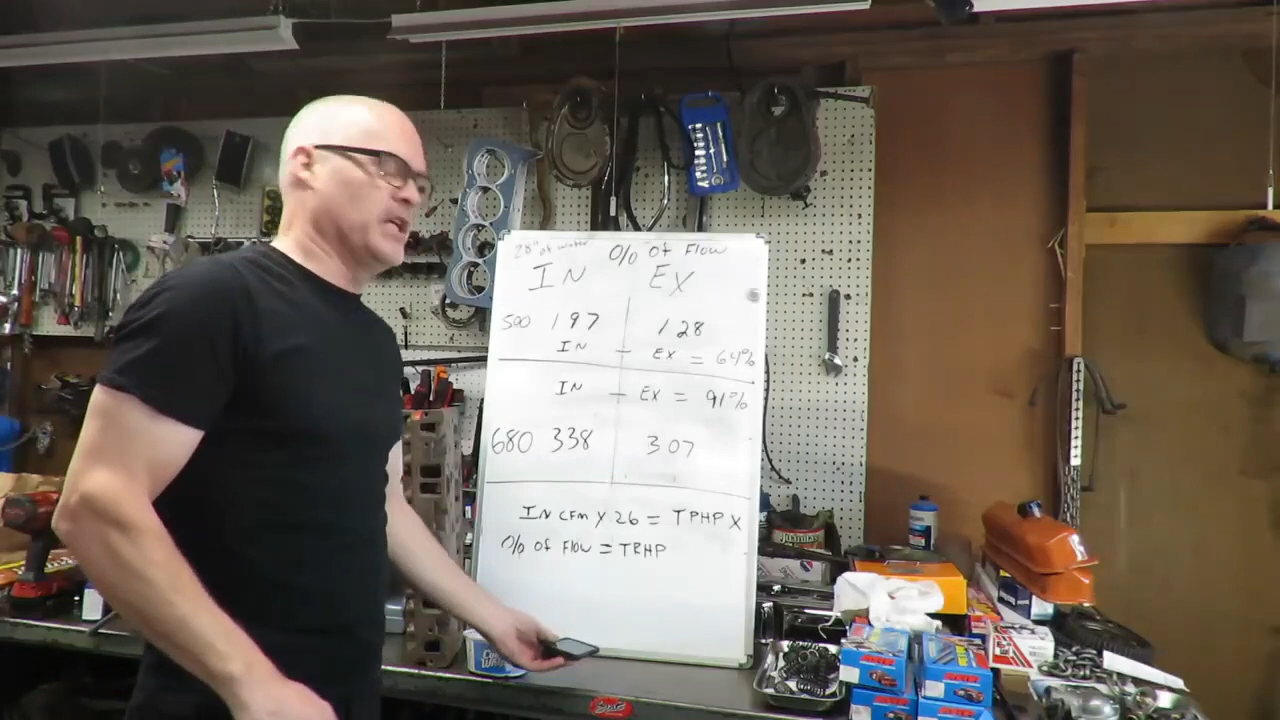 28" of water
% of Flow
IN EX
500 197 128
IN - EX = 64%
IN - EX = 91%
680 338 307
IN CFM X .26 = TPHP X
% OF FLOW = TRHP